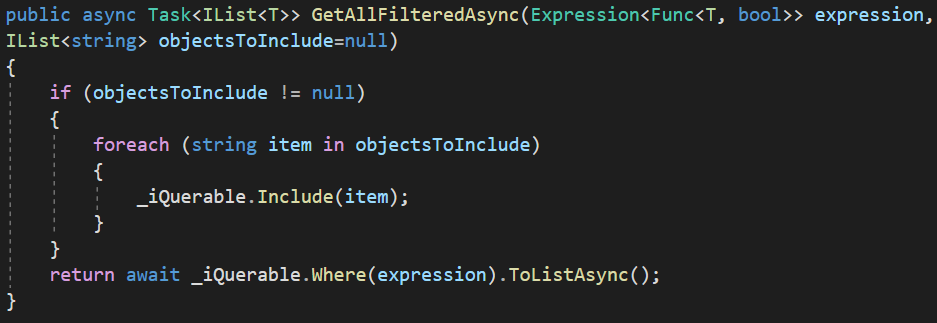 public async Task<IList<T>> GetAllFilteredAsync(Expression<Func<T, bool>> expression,
IList<string> objectsToInclude=null)
{
if (objectsToInclude != null)
{
foreach (string item in objectsToInclude)
{
_iQuerable.Include(item);
}
}
return await _iQuerable.Where(expression).ToListAsync();
}